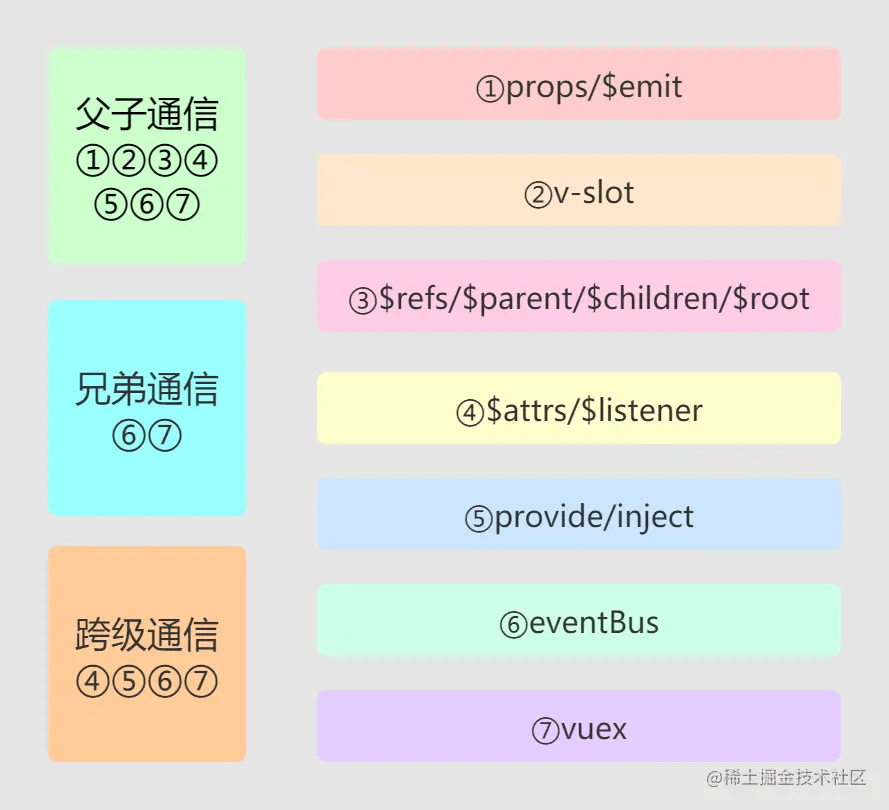 父子通信
①②③④
⑤⑥⑦
兄弟通信
⑥⑦
跨级通信
④⑤⑥⑦
①props/$emit
②v-slot
③$refs/$parent/$children/$root
④$attrs/$listener
⑤provide/inject
⑥eventBus
⑦vuex
@稀土掘金技术社区